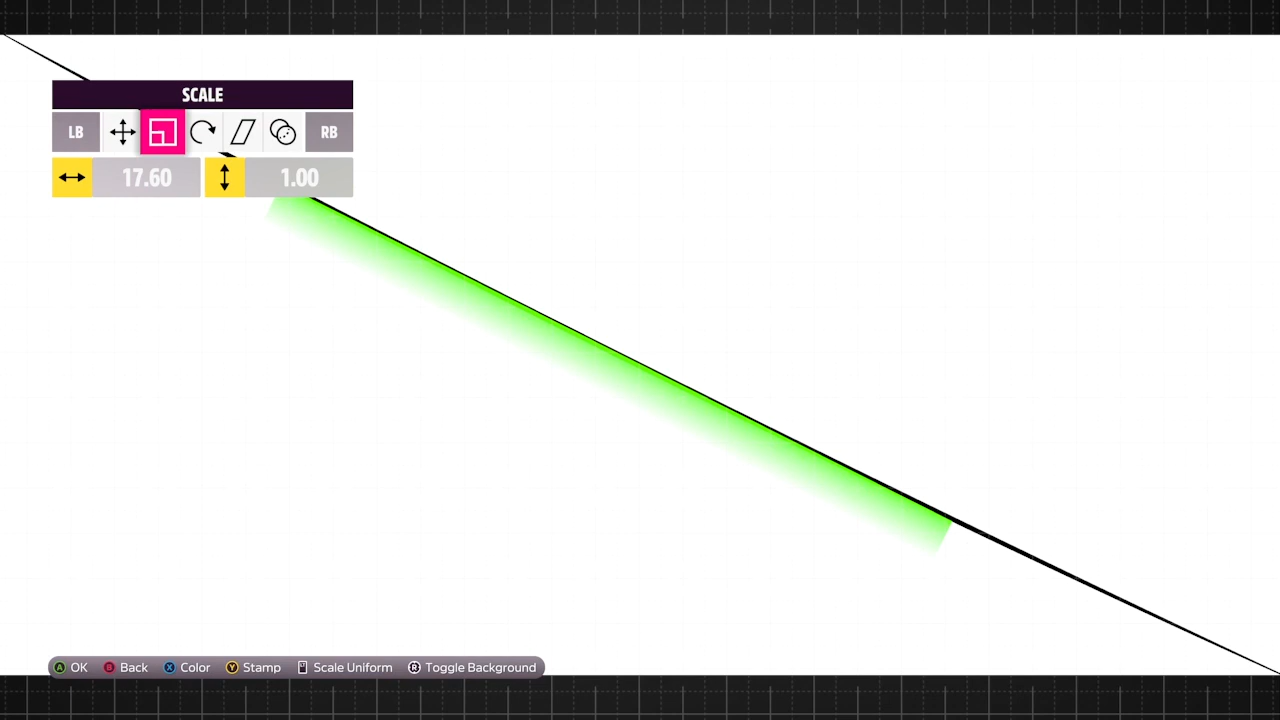 SCALE
LB RB
17.60 1.00
A OK B Back X Color Y Stamp Scale Uniform R Toggle Background